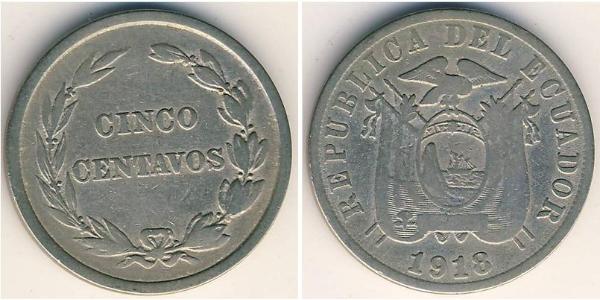 CINCO
CENTAVOS
REPUBLICA DEL ECUADOR
1918